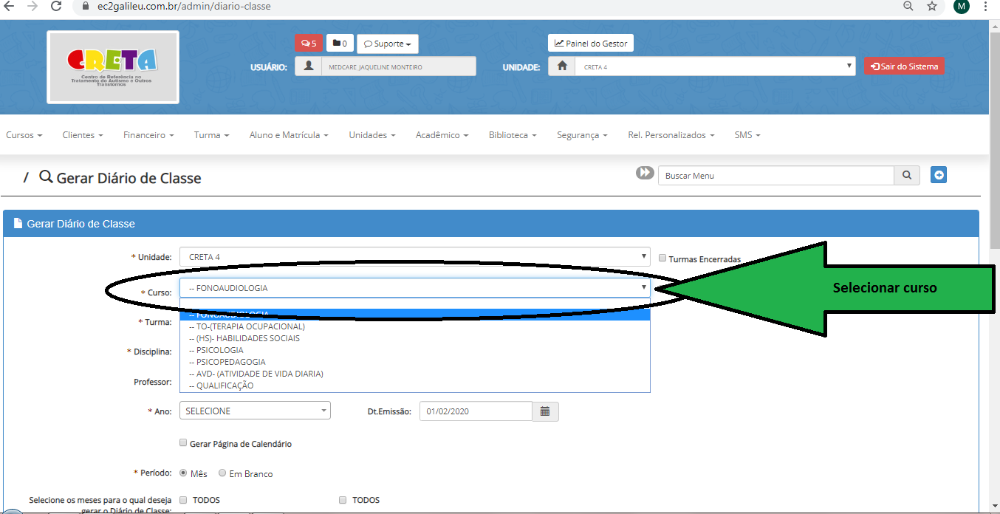 ec2galileu.com.br/admin/diario-classe
M
CRETA
Centro de Referência no
Tratamento do Autismo e Outros
Transtornos
5
0
Suporte
Painel do Gestor
USUÁRIO:
MEDCARE JAQUELINE MONTEIRO
UNIDADE:
CRETA 4
Sair do Sistema
Cursos Clientes Financeiro Turma Aluno e Matrícula Unidades Acadêmico Biblioteca Segurança Rel. Personalizados SMS
/ Gerar Diário de Classe
Buscar Menu
Gerar Diário de Classe
* Unidade: CRETA 4
Turmas Encerradas
* Curso: -- FONOAUDIOLOGIA
Selecionar curso
-- FONOAUDIOLOGIA
* Turma:
-- TO-(TERAPIA OCUPACIONAL)
-- (HS)- HABILIDADES SOCIAIS
* Disciplina:
-- PSICOLOGIA
-- PSICOPEDAGOGIA
-- AVD- (ATIVIDADE DE VIDA DIARIA)
Professor:
-- QUALIFICAÇÃO
* Ano: SELECIONE
Dt.Emissão: 01/02/2020
Gerar Página de Calendário
* Período: Mês Em Branco
Selecione os meses para o qual deseja
gerar o Diário de Classe:
TODOS
TODOS